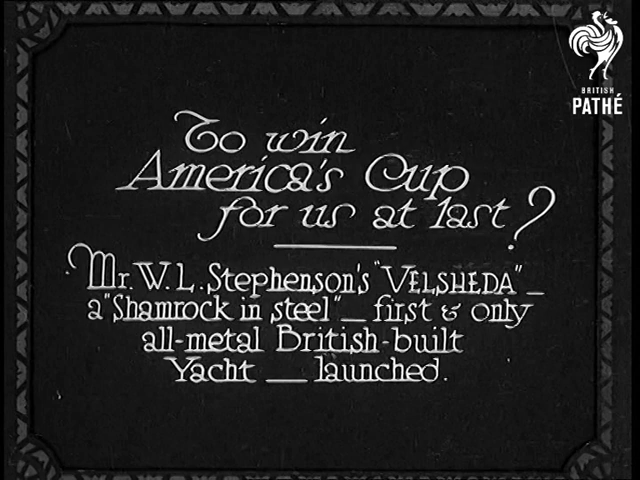 BRITISH
PATHÉ
To win
America's Cup
for us at last?
Mr. W. L. Stephenson's "VELSHEDA" —
a "Shamrock in steel" — first & only
all-metal British-built
Yacht — launched.